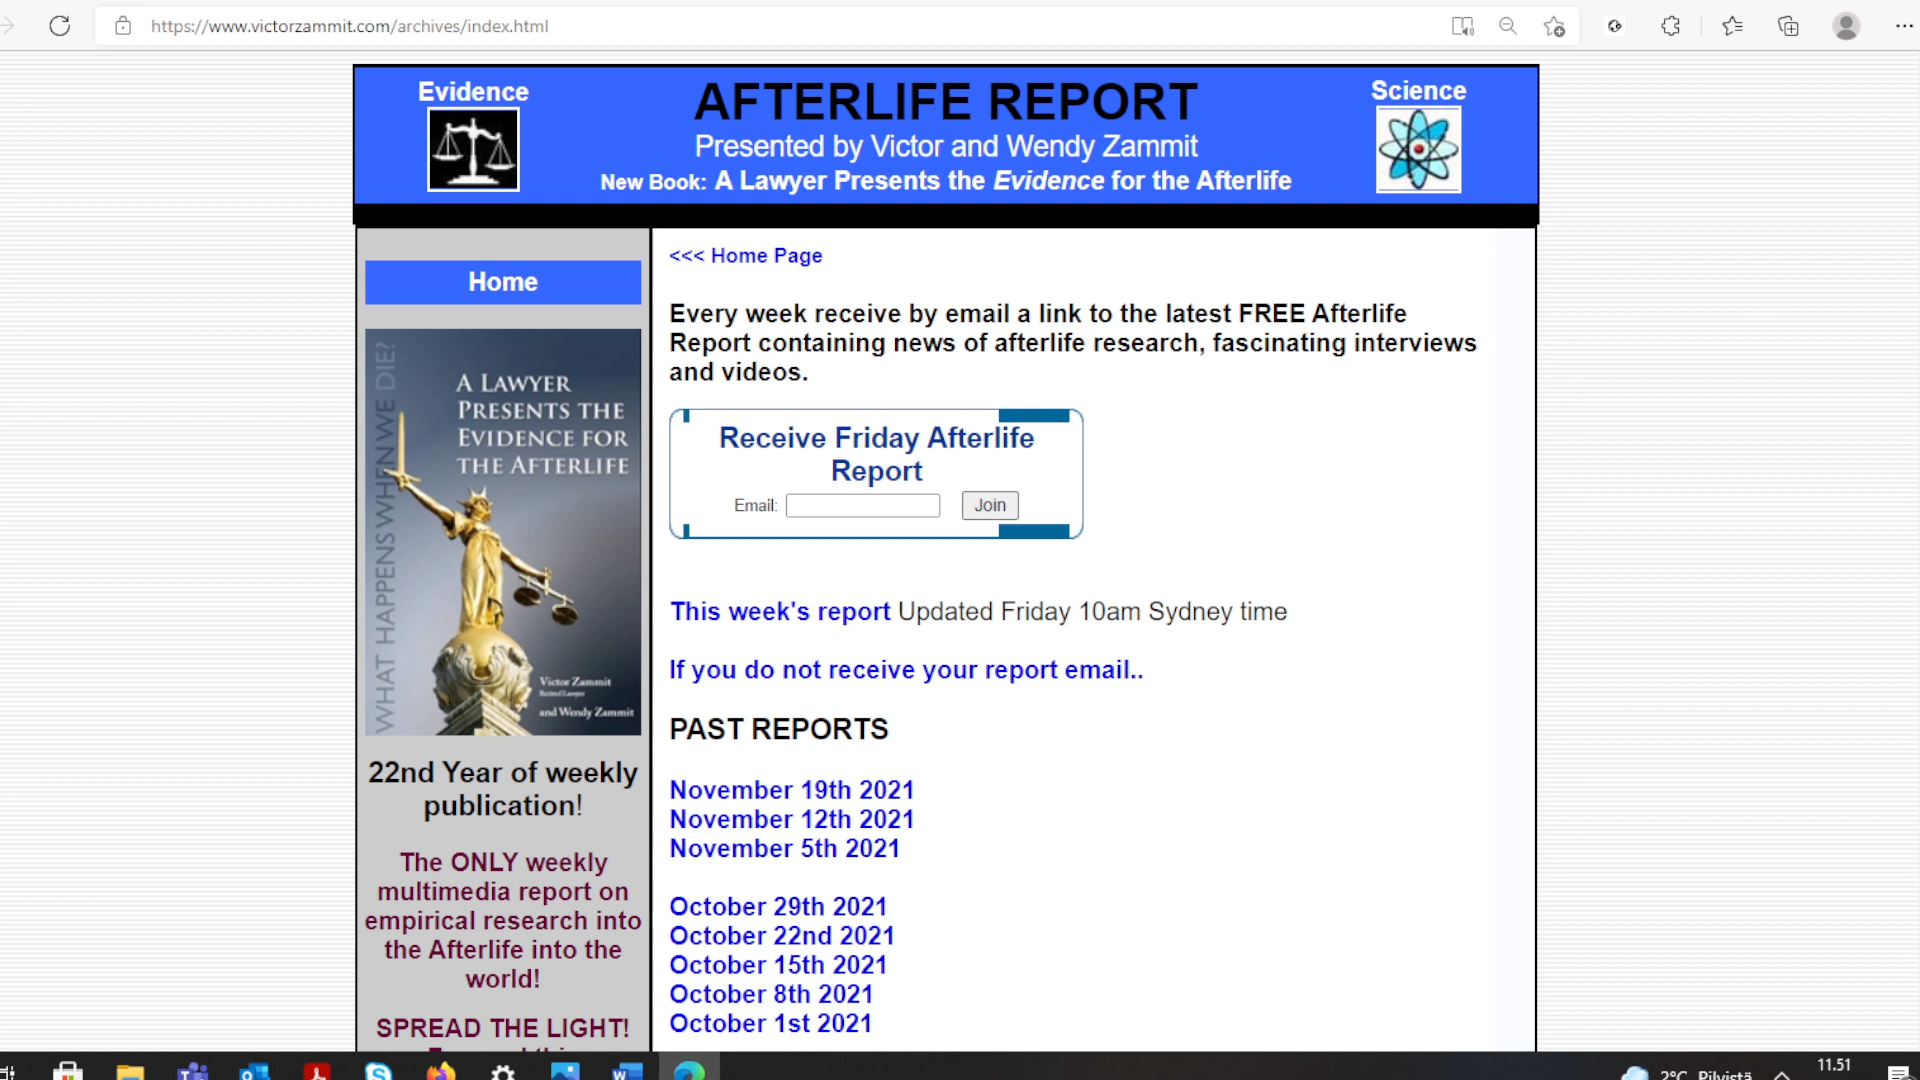 https://www.victorzammit.com/archives/index.html
Evidence
AFTERLIFE REPORT
Science
Presented by Victor and Wendy Zammit
New Book: A Lawyer Presents the Evidence for the Afterlife
Home
WHAT HAPPENS WHEN WE DIE?
A LAWYER
PRESENTS THE
EVIDENCE FOR
THE AFTERLIFE
Victor Zammit
Retired Lawyer
and Wendy Zammit
22nd Year of weekly
publication!
The ONLY weekly
multimedia report on
empirical research into
the Afterlife into the
world!
SPREAD THE LIGHT!
<<< Home Page
Every week receive by email a link to the latest FREE Afterlife
Report containing news of afterlife research, fascinating interviews
and videos.
Receive Friday Afterlife
Report
Email:
Join
This week's report Updated Friday 10am Sydney time
If you do not receive your report email..
PAST REPORTS
November 19th 2021
November 12th 2021
November 5th 2021
October 29th 2021
October 22nd 2021
October 15th 2021
October 8th 2021
October 1st 2021
2°C Pilvistä
11.51